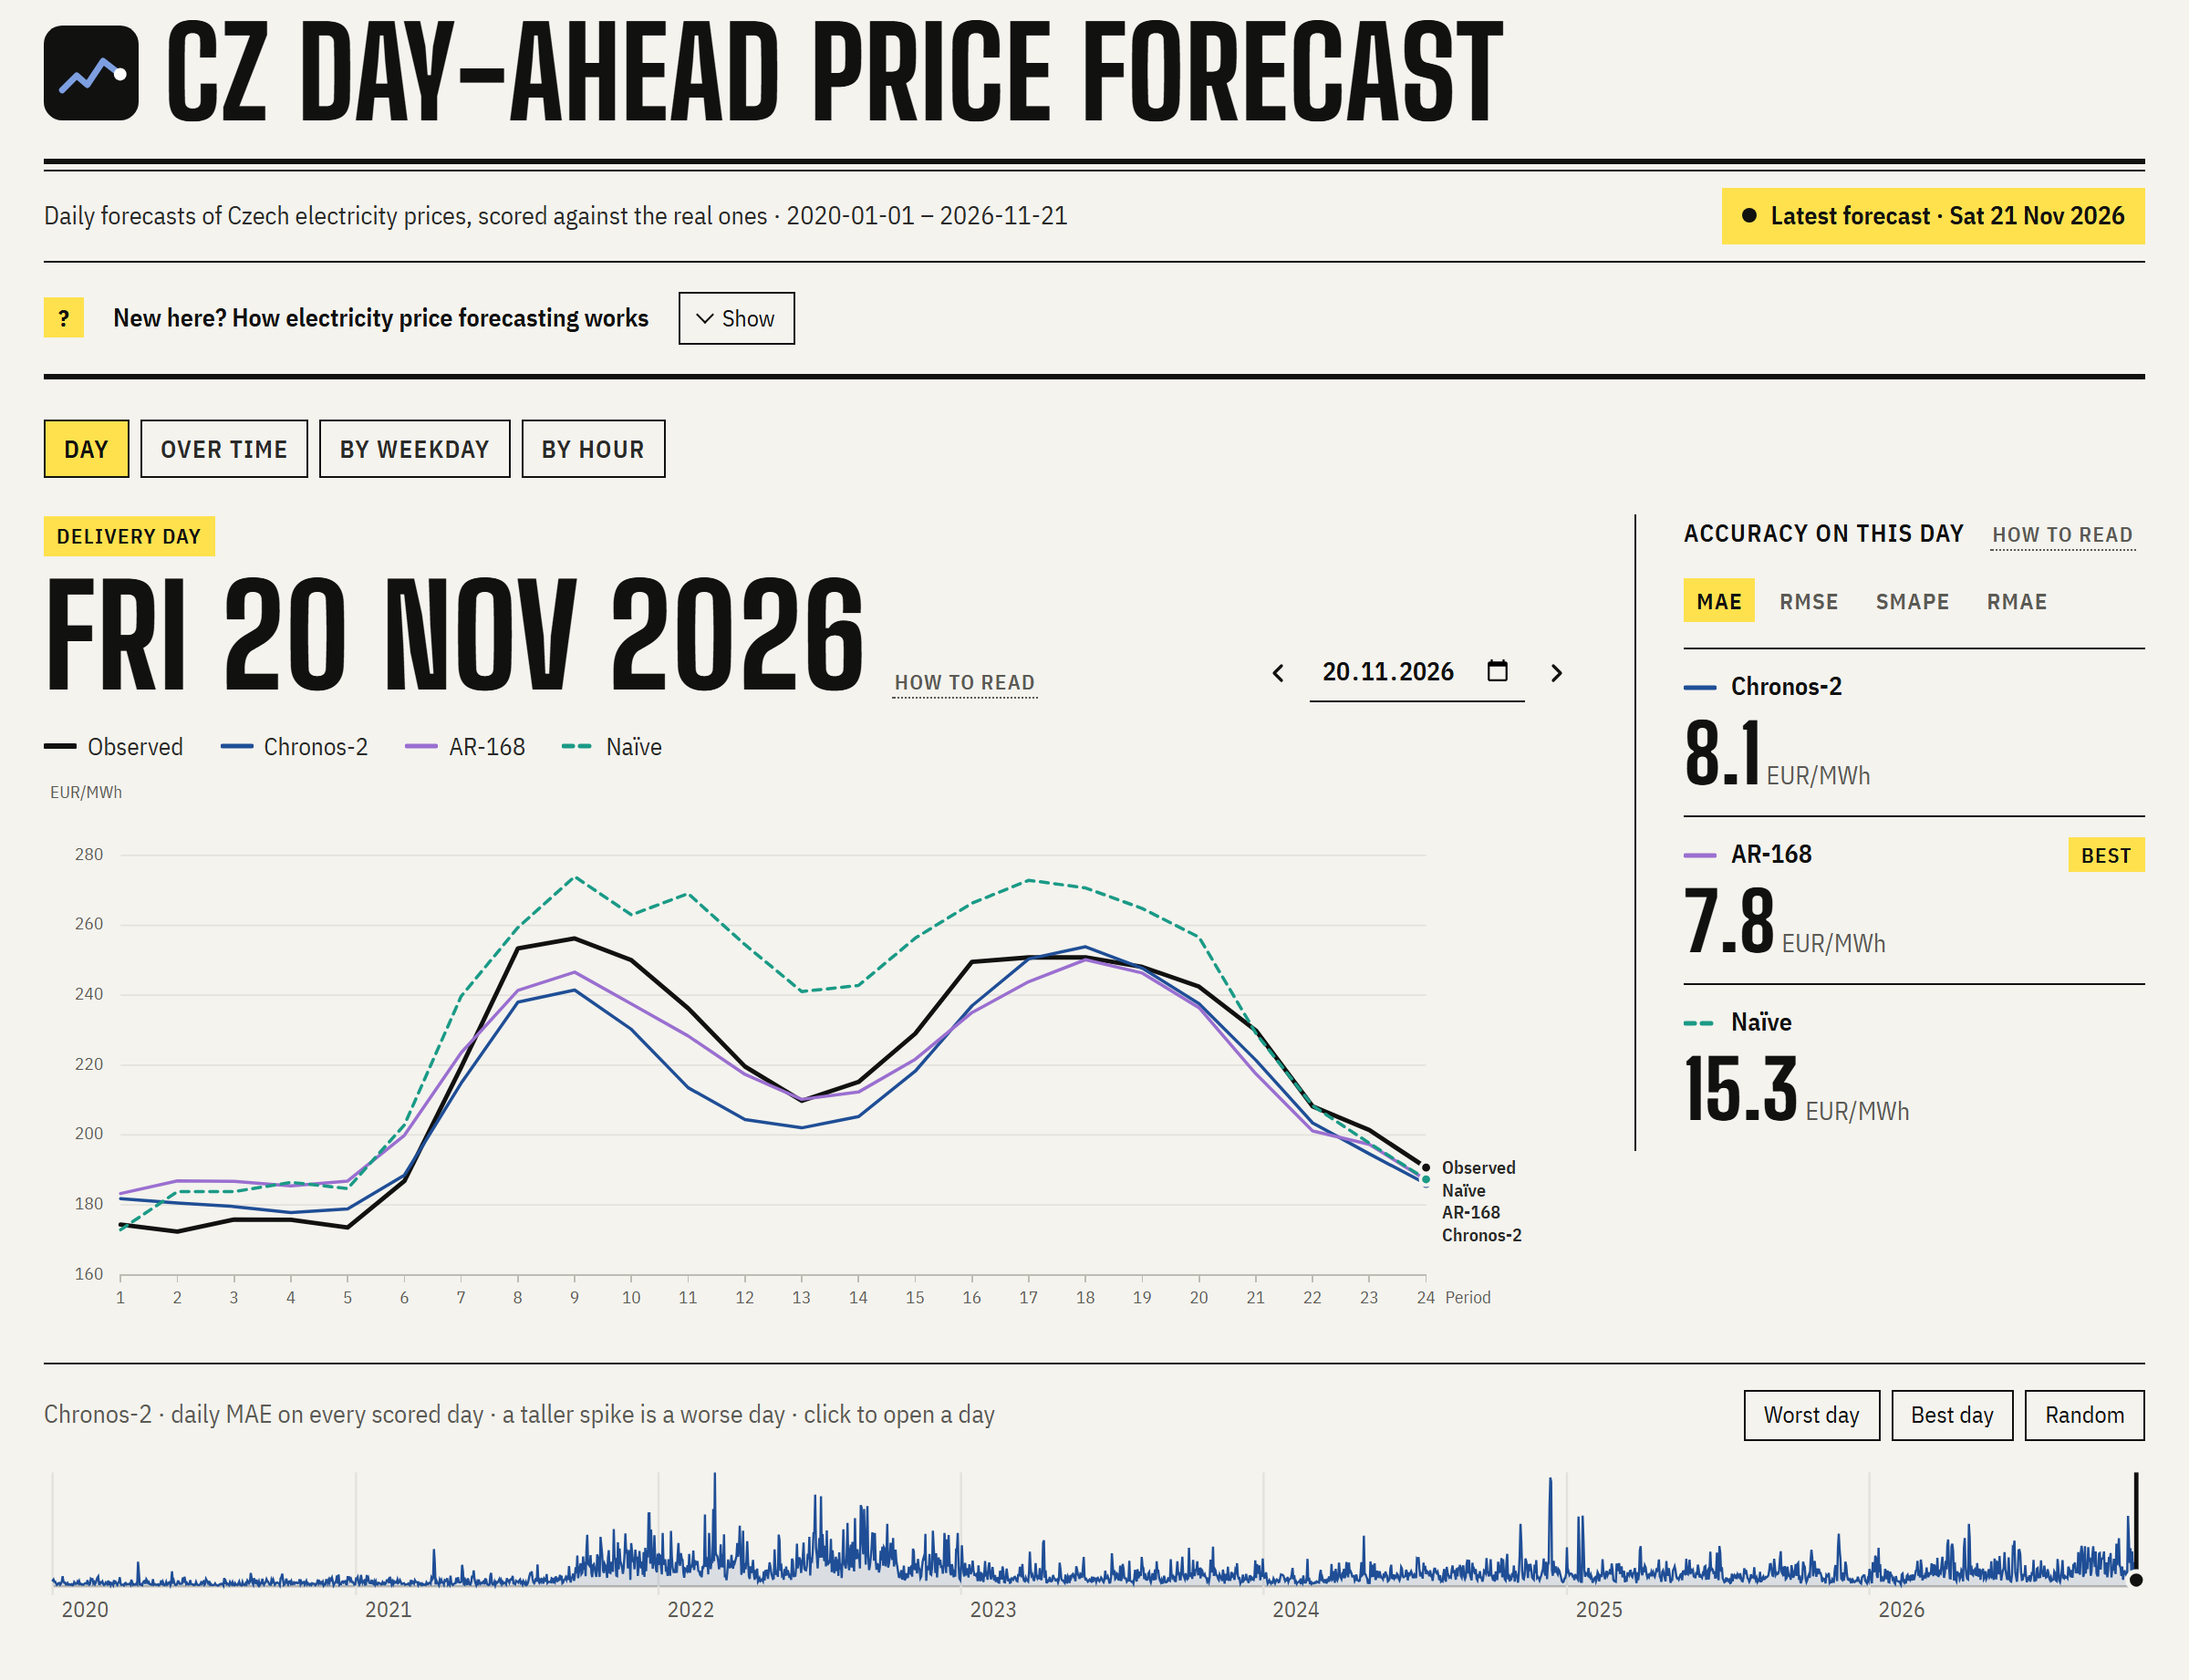 CZ DAY–AHEAD PRICE FORECAST
Daily forecasts of Czech electricity prices, scored against the real ones · 2020-01-01 – 2026-11-21
Latest forecast · Sat 21 Nov 2026
?
New here? How electricity price forecasting works
Show
DAY
OVER TIME
BY WEEKDAY
BY HOUR
DELIVERY DAY
FRI 20 NOV 2026
HOW TO READ
20.11.2026
Observed
Chronos-2
AR-168
Naïve
EUR/MWh
280
260
240
220
200
180
160
1 2 3 4 5 6 7 8 9 10 11 12 13 14 15 16 17 18 19 20 21 22 23 24 Period
Observed
Naïve
AR-168
Chronos-2
ACCURACY ON THIS DAY
HOW TO READ
MAE
RMSE
SMAPE
RMAE
Chronos-2
8.1 EUR/MWh
AR-168
BEST
7.8 EUR/MWh
Naïve
15.3 EUR/MWh
Chronos-2 · daily MAE on every scored day · a taller spike is a worse day · click to open a day
Worst day
Best day
Random
2020 2021 2022 2023 2024 2025 2026